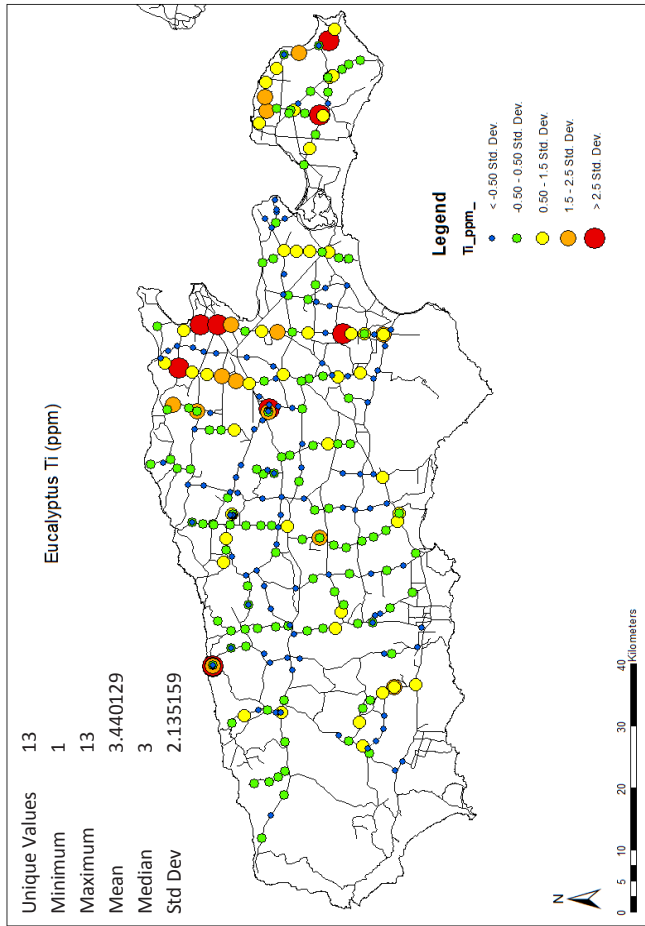 Unique Values 13
Minimum 1
Maximum 13
Mean 3.440129
Median 3
Std Dev 2.135159
Eucalyptus Ti (ppm)
Legend
Ti_ppm_
< -0.50 Std. Dev.
-0.50 - 0.50 Std. Dev.
0.50 - 1.5 Std. Dev.
1.5 - 2.5 Std. Dev.
> 2.5 Std. Dev.
N
0 5 10 20 30 40
Kilometers